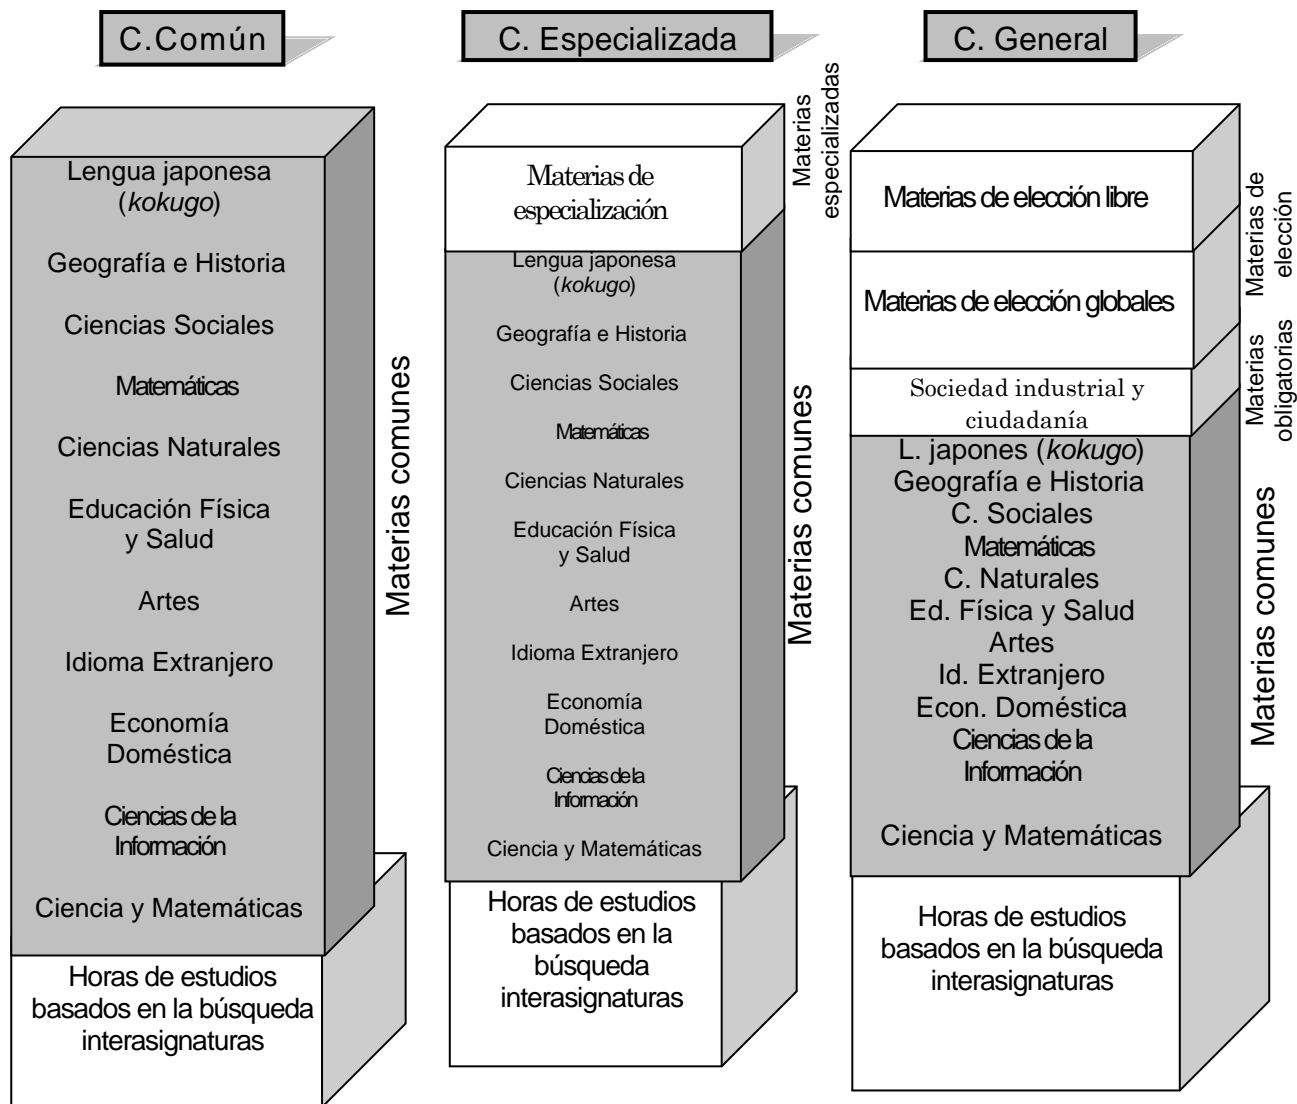 C.Común
C. Especializada
C. General
Lengua japonesa
(kokugo)
Geografía e Historia
Ciencias Sociales
Matemáticas
Ciencias Naturales
Educación Física
y Salud
Artes
Idioma Extranjero
Economía
Doméstica
Ciencias de la
Información
Ciencia y Matemáticas
Horas de estudios
basados en la búsqueda
interasignaturas
Materias comunes
Materias de
especialización
Lengua japonesa
(kokugo)
Geografía e Historia
Ciencias Sociales
Matemáticas
Ciencias Naturales
Educación Física
y Salud
Artes
Idioma Extranjero
Economía
Doméstica
Ciencias de la
Información
Ciencia y Matemáticas
Horas de estudios
basados en la
búsqueda
interasignaturas
Materias
especializadas
Materias comunes
Materias de elección libre
Materias de elección globales
Sociedad industrial y
ciudadanía
L. japones (kokugo)
Geografía e Historia
C. Sociales
Matemáticas
C. Naturales
Ed. Física y Salud
Artes
Id. Extranjero
Econ. Doméstica
Ciencias de la
Información
Ciencia y Matemáticas
Horas de estudios
basados en la búsqueda
interasignaturas
Materias de
elección
Materias
obligatorias
Materias comunes